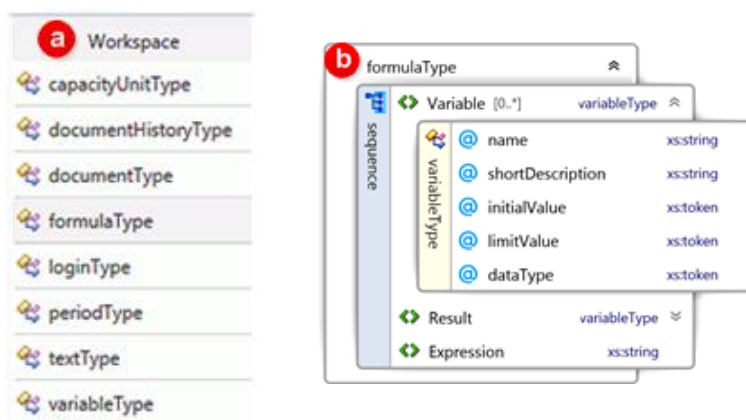 a Workspace
capacityUnitType
documentHistoryType
documentType
formulaType
loginType
periodType
textType
variableType
b formulaType
sequence
Variable [0..*] variableType
variableType
@ name xs:string
@ shortDescription xs:string
@ initialValue xs:token
@ limitValue xs:token
@ dataType xs:token
Result variableType
Expression xs:string